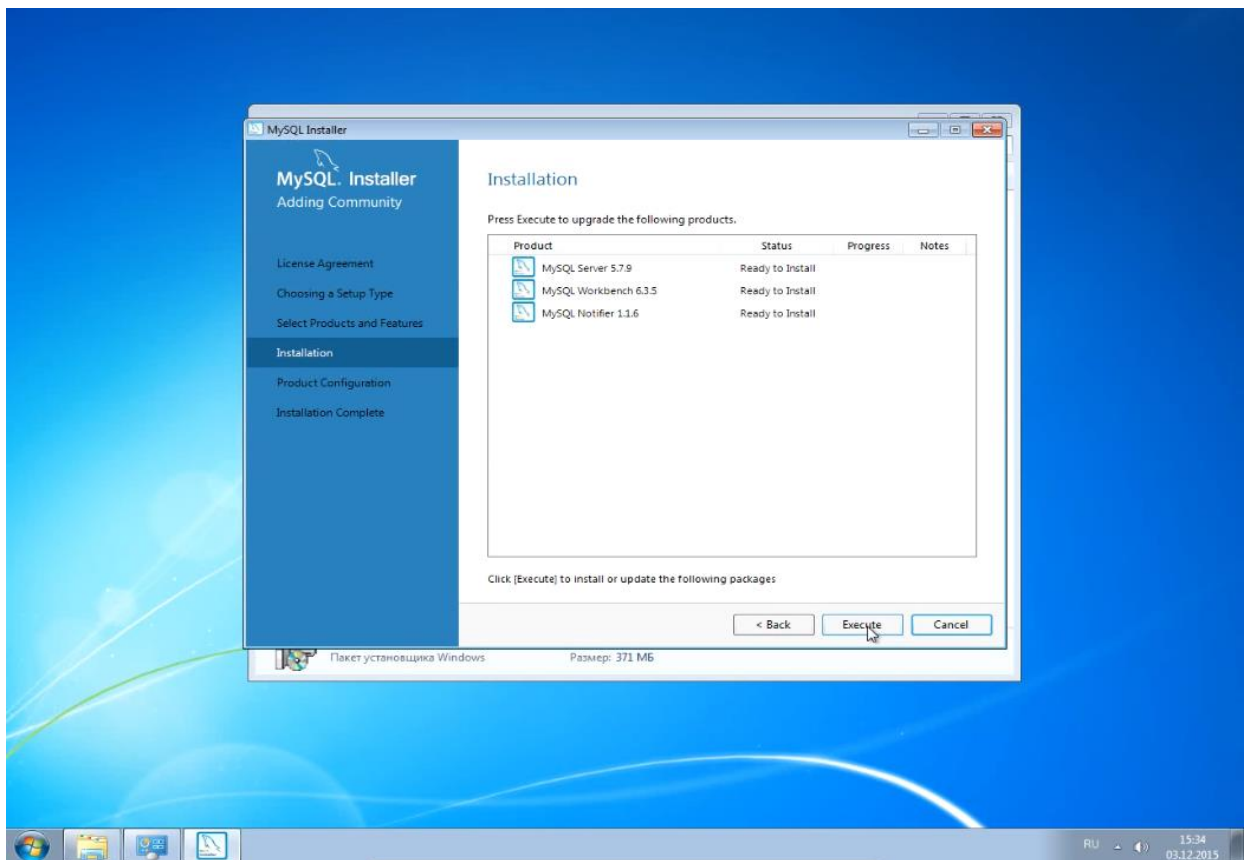 MySQL Installer
MySQL. Installer
Adding Community
License Agreement
Choosing a Setup Type
Select Products and Features
Installation
Product Configuration
Installation Complete
Installation
Press Execute to upgrade the following products.
Product Status Progress Notes
MySQL Server 5.7.9 Ready to Install
MySQL Workbench 6.3.5 Ready to Install
MySQL Notifier 1.1.6 Ready to Install
Click [Execute] to install or update the following packages
< Back Execute Cancel
Пакет установщика Windows Размер: 371 МБ
RU 15:34
03.12.2015